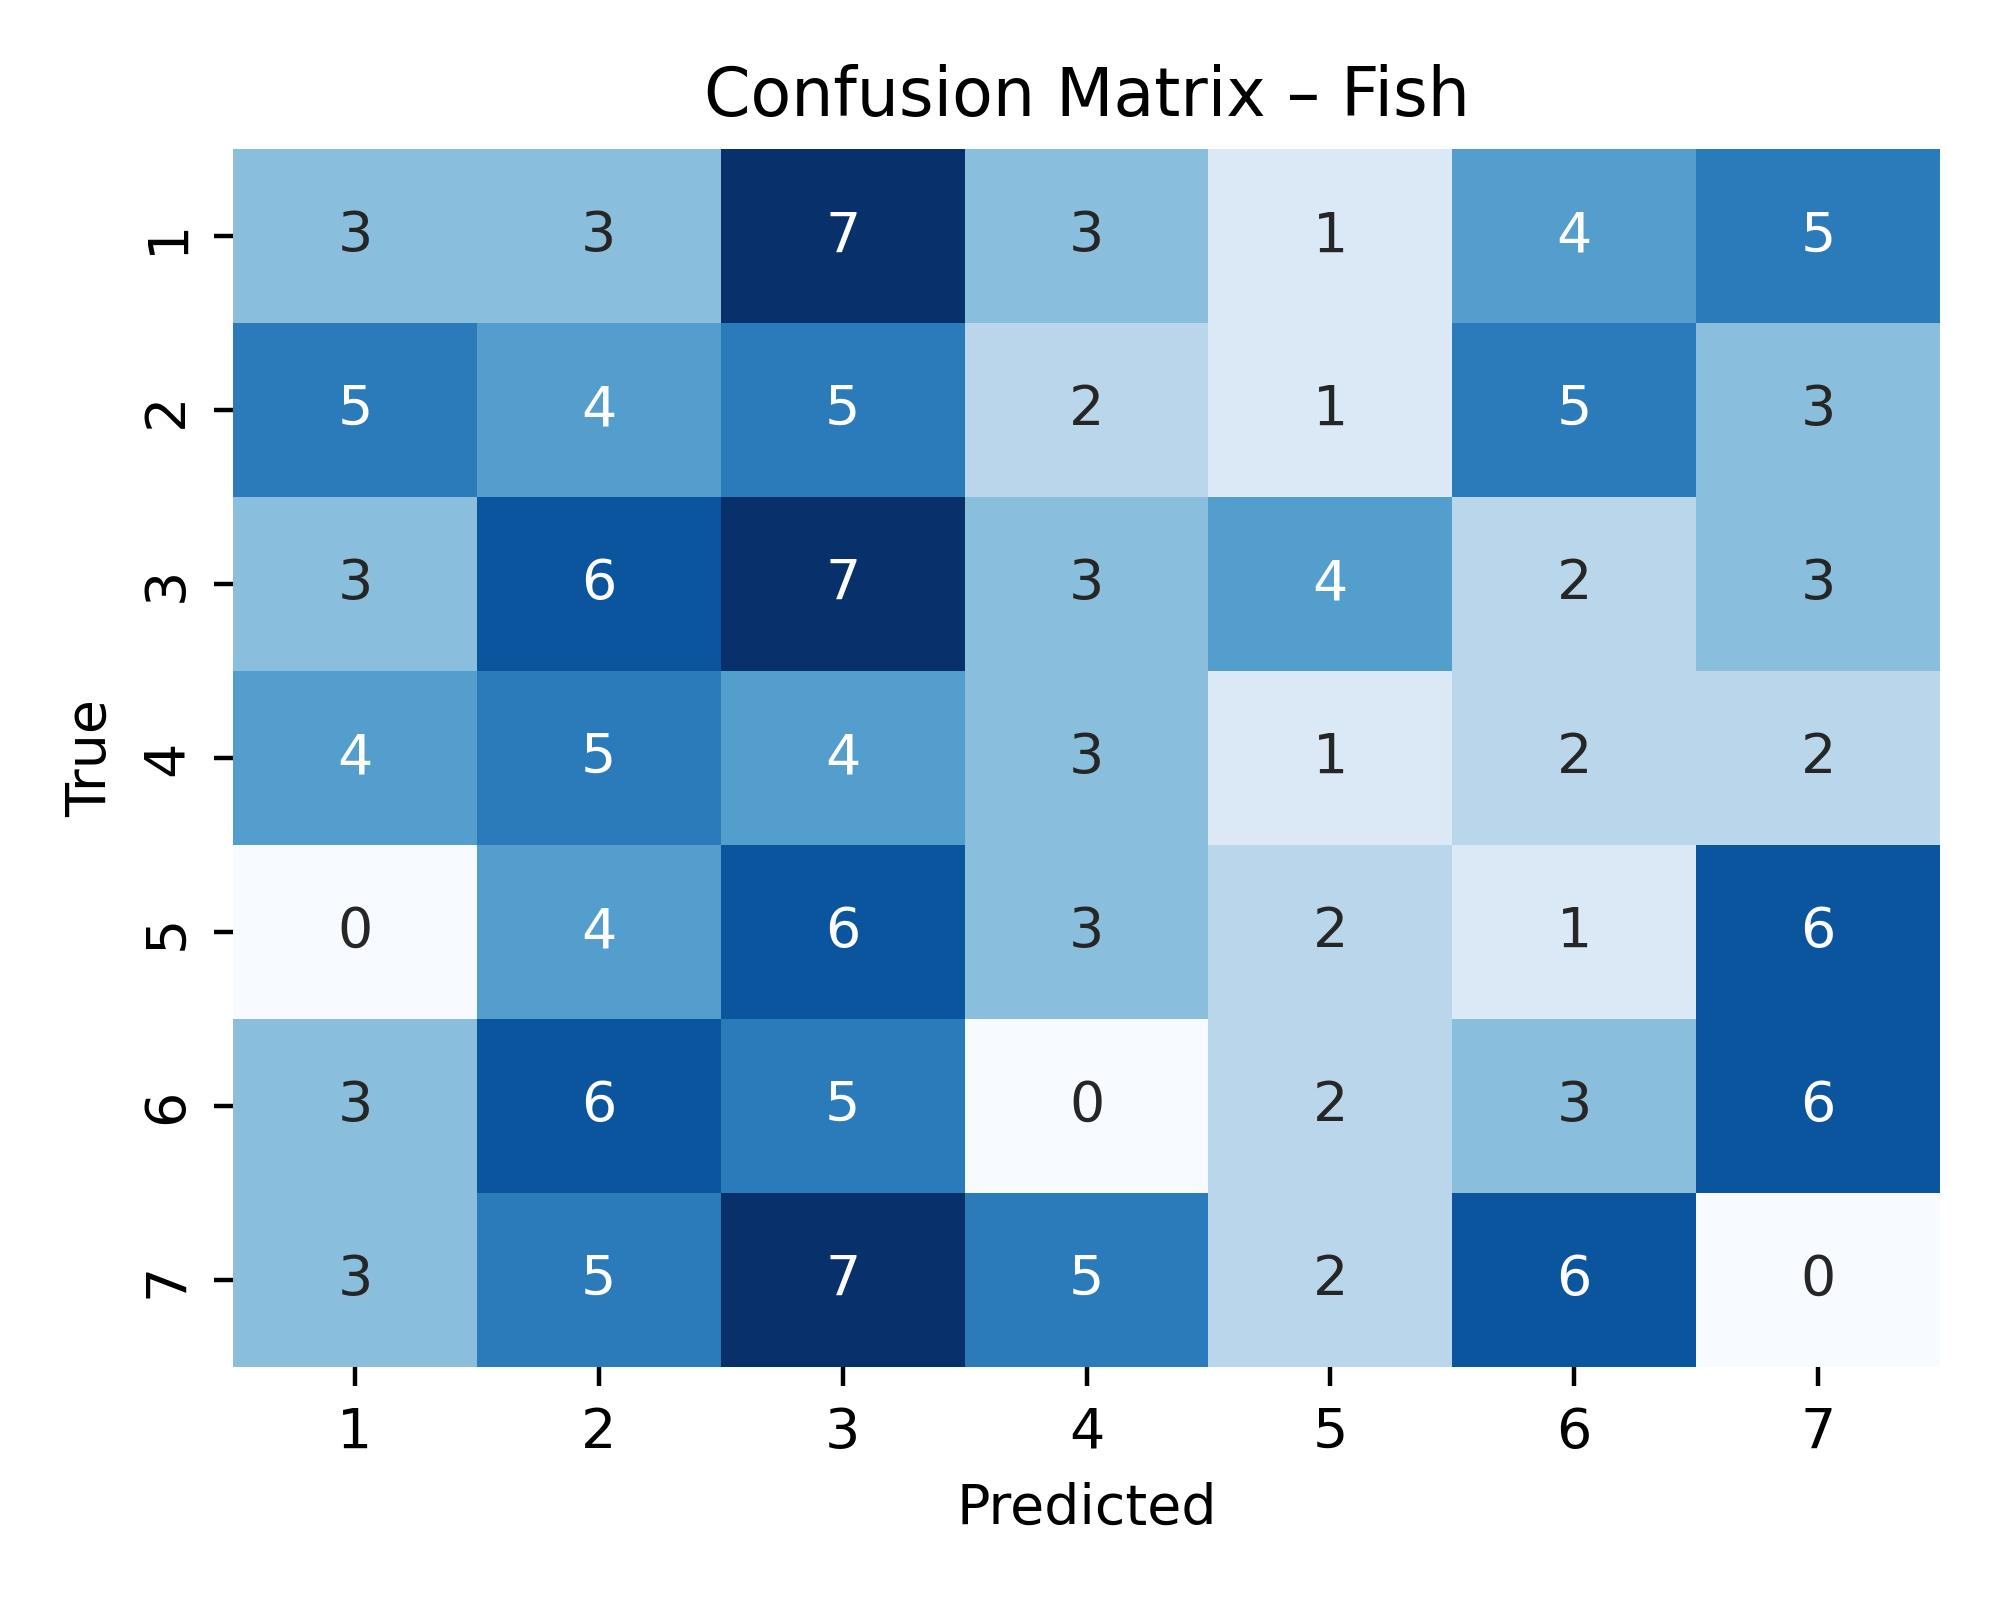 Confusion Matrix – Fish
1 3 3 7 3 1 4 5
2 5 4 5 2 1 5 3
3 3 6 7 3 4 2 3
4 4 5 4 3 1 2 2
5 0 4 6 3 2 1 6
6 3 6 5 0 2 3 6
7 3 5 7 5 2 6 0
True
1 2 3 4 5 6 7
Predicted